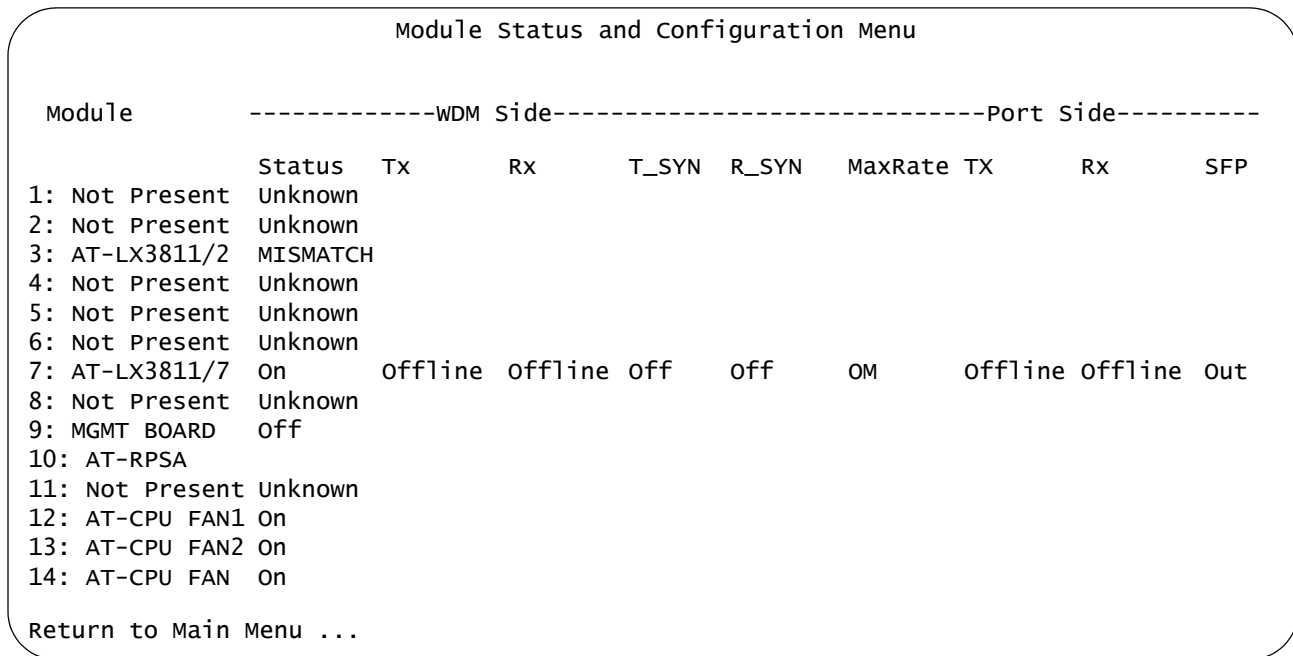 Module Status and Configuration Menu
Module -------------WDM Side------------------------------Port Side----------
Status Tx Rx T_SYN R_SYN MaxRate TX Rx SFP
1: Not Present Unknown
2: Not Present Unknown
3: AT-LX3811/2 MISMATCH
4: Not Present Unknown
5: Not Present Unknown
6: Not Present Unknown
7: AT-LX3811/7 On Offline Offline Off Off OM Offline Offline Out
8: Not Present Unknown
9: MGMT BOARD Off
10: AT-RPSA
11: Not Present Unknown
12: AT-CPU FAN1 On
13: AT-CPU FAN2 On
14: AT-CPU FAN On
Return to Main Menu ...